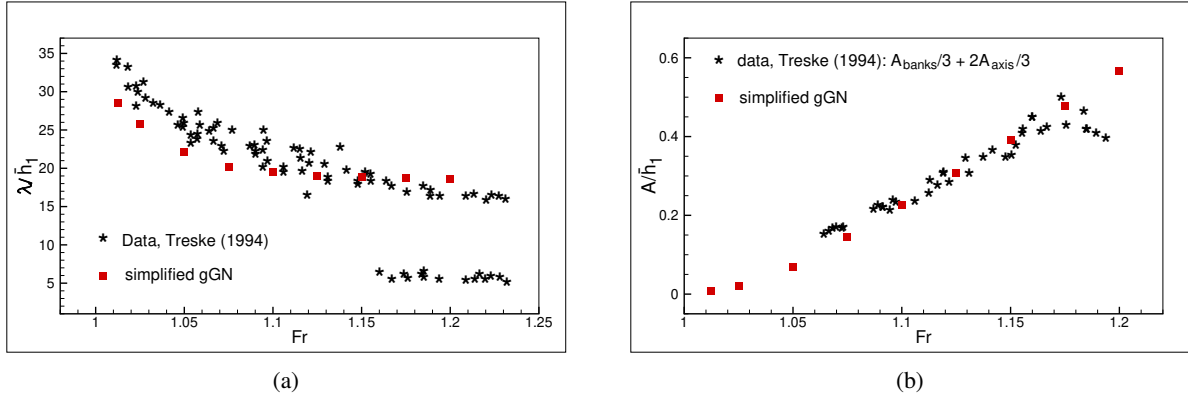 35
30
25
20
15
10
5
λ/h̄₁
1
1.05
1.1
1.15
1.2
1.25
Fr
Data, Treske (1994)
simplified gGN
(a)
0.6
0.4
0.2
0
A/h̄₁
1
1.05
1.1
1.15
1.2
Fr
data, Treske (1994): A_banks/3 + 2A_axis/3
simplified gGN
(b)